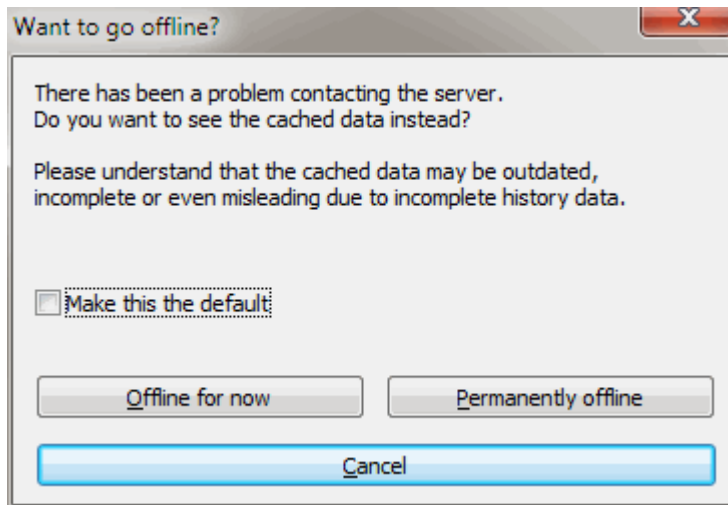 Want to go offline?
There has been a problem contacting the server.
Do you want to see the cached data instead?
Please understand that the cached data may be outdated,
incomplete or even misleading due to incomplete history data.
Make this the default
Offline for now
Permanently offline
Cancel